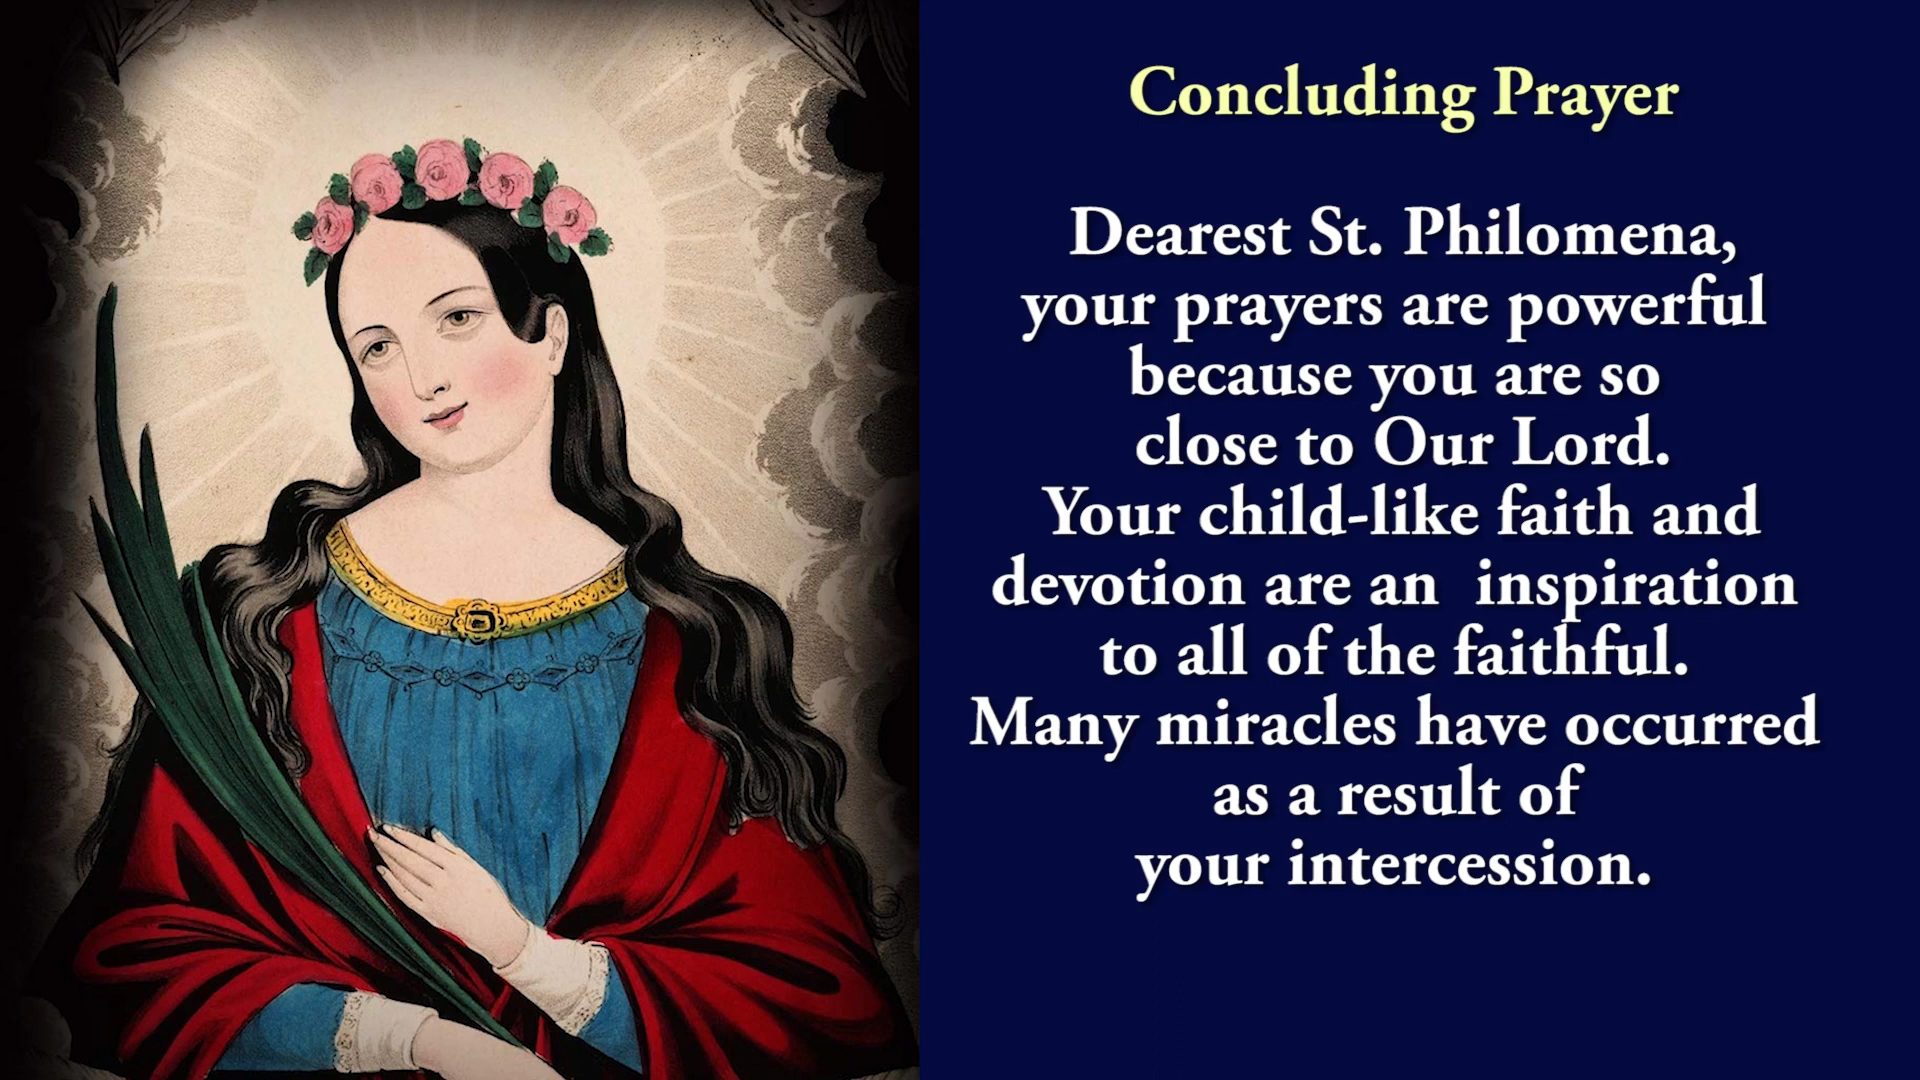 Concluding Prayer
Dearest St. Philomena,
your prayers are powerful
because you are so
close to Our Lord.
Your child-like faith and
devotion are an  inspiration
to all of the faithful.
Many miracles have occurred
as a result of
your intercession.